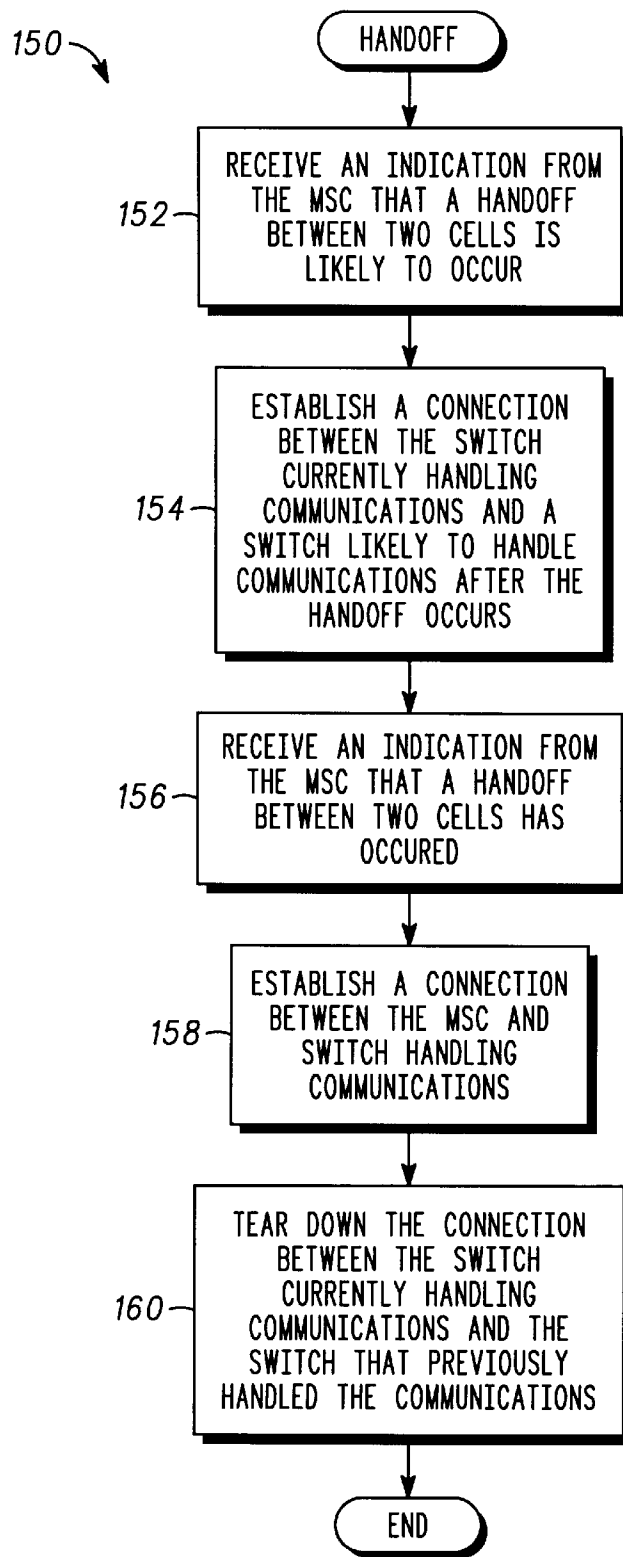 150
HANDOFF
152
RECEIVE AN INDICATION FROM
THE MSC THAT A HANDOFF
BETWEEN TWO CELLS IS
LIKELY TO OCCUR
154
ESTABLISH A CONNECTION
BETWEEN THE SWITCH
CURRENTLY HANDLING
COMMUNICATIONS AND A
SWITCH LIKELY TO HANDLE
COMMUNICATIONS AFTER THE
HANDOFF OCCURS
156
RECEIVE AN INDICATION FROM
THE MSC THAT A HANDOFF
BETWEEN TWO CELLS HAS
OCCURED
158
ESTABLISH A CONNECTION
BETWEEN THE MSC AND
SWITCH HANDLING
COMMUNICATIONS
160
TEAR DOWN THE CONNECTION
BETWEEN THE SWITCH
CURRENTLY HANDLING
COMMUNICATIONS AND THE
SWITCH THAT PREVIOUSLY
HANDLED THE COMMUNICATIONS
END